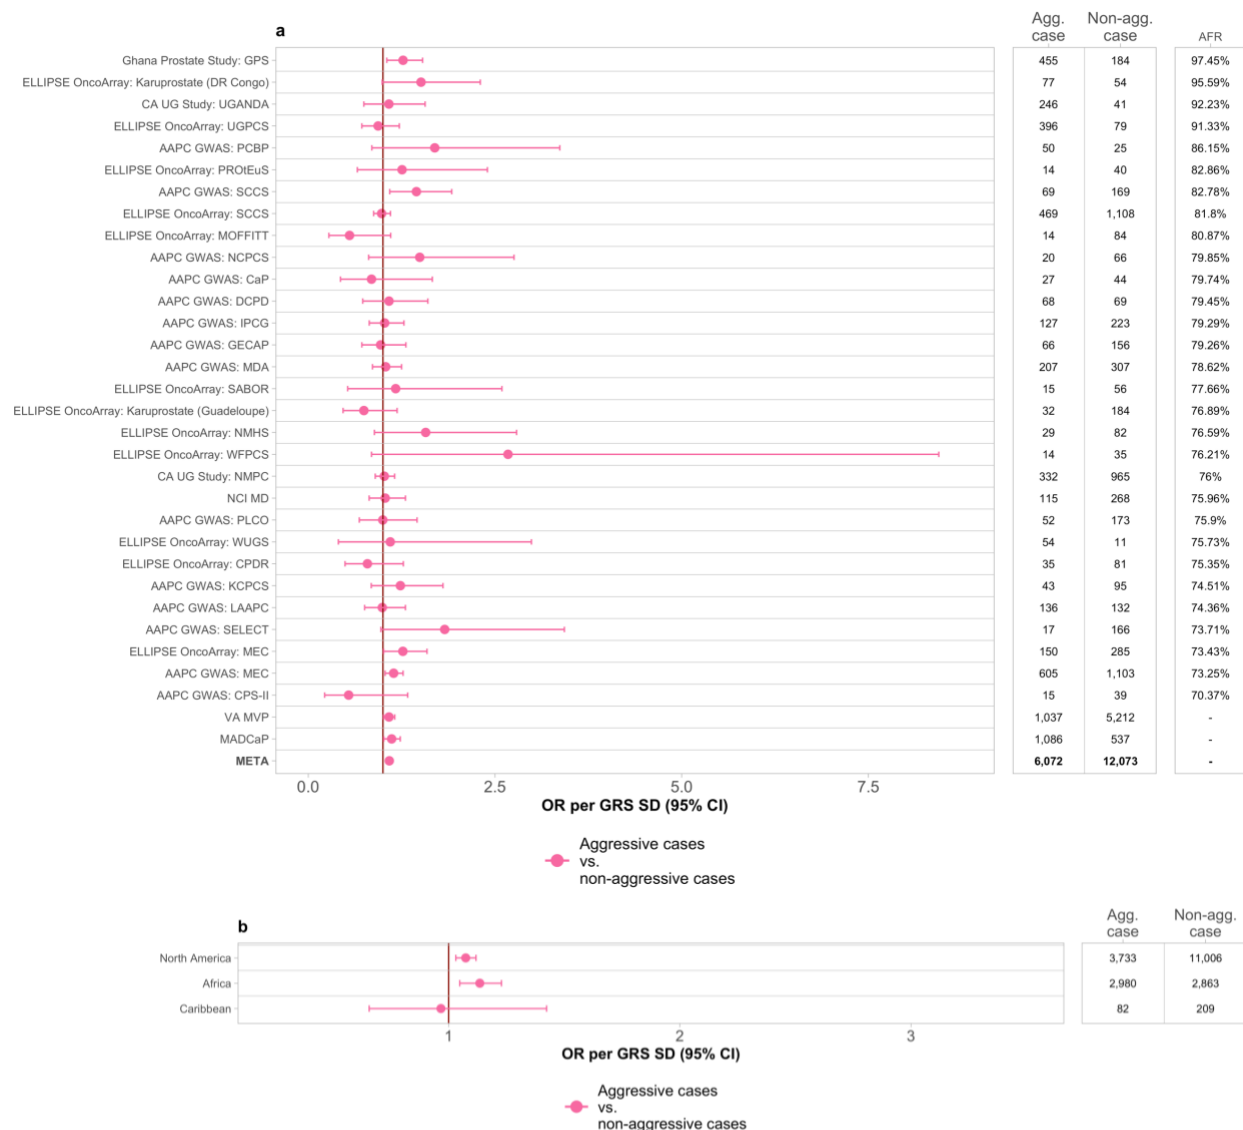 a
Agg. case Non-agg. case AFR
Ghana Prostate Study: GPS 455 184 97.45%
ELLIPSE OncoArray: Karuprostate (DR Congo) 77 54 95.59%
CA UG Study: UGANDA 246 41 92.23%
ELLIPSE OncoArray: UGPCS 396 79 91.33%
AAPC GWAS: PCBP 50 25 86.15%
ELLIPSE OncoArray: PROtEuS 14 40 82.86%
AAPC GWAS: SCCS 69 169 82.78%
ELLIPSE OncoArray: SCCS 469 1,108 81.8%
ELLIPSE OncoArray: MOFFITT 14 84 80.87%
AAPC GWAS: NCPCS 20 66 79.85%
AAPC GWAS: CaP 27 44 79.74%
AAPC GWAS: DCPD 68 69 79.45%
AAPC GWAS: IPCG 127 223 79.29%
AAPC GWAS: GECAP 66 156 79.26%
AAPC GWAS: MDA 207 307 78.62%
ELLIPSE OncoArray: SABOR 15 56 77.66%
ELLIPSE OncoArray: Karuprostate (Guadeloupe) 32 184 76.89%
ELLIPSE OncoArray: NMHS 29 82 76.59%
ELLIPSE OncoArray: WFPCS 14 35 76.21%
CA UG Study: NMPC 332 965 76%
NCI MD 115 268 75.96%
AAPC GWAS: PLCO 52 173 75.9%
ELLIPSE OncoArray: WUGS 54 11 75.73%
ELLIPSE OncoArray: CPDR 35 81 75.35%
AAPC GWAS: KCPCS 43 95 74.51%
AAPC GWAS: LAAPC 136 132 74.36%
AAPC GWAS: SELECT 17 166 73.71%
ELLIPSE OncoArray: MEC 150 285 73.43%
AAPC GWAS: MEC 605 1,103 73.25%
AAPC GWAS: CPS-II 15 39 70.37%
VA MVP 1,037 5,212 -
MADCaP 1,086 537 -
META 6,072 12,073 -
0.0 2.5 5.0 7.5
OR per GRS SD (95% CI)
Aggressive cases
vs.
non-aggressive cases
b
Agg. case Non-agg. case
North America 3,733 11,006
Africa 2,980 2,863
Caribbean 82 209
1 2 3
OR per GRS SD (95% CI)
Aggressive cases
vs.
non-aggressive cases